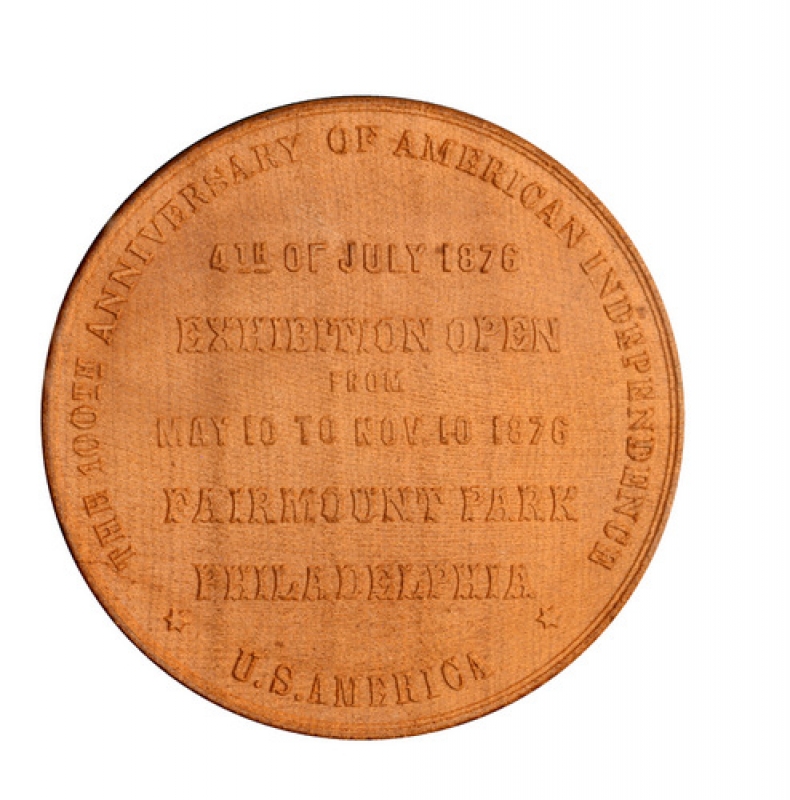 THE 100TH ANNIVERSARY OF AMERICAN INDEPENDENCE
4TH OF JULY 1876
EXHIBITION OPEN
FROM
MAY 10 TO NOV. 10 1876
FAIRMOUNT PARK
PHILADELPHIA
U.S.AMERICA